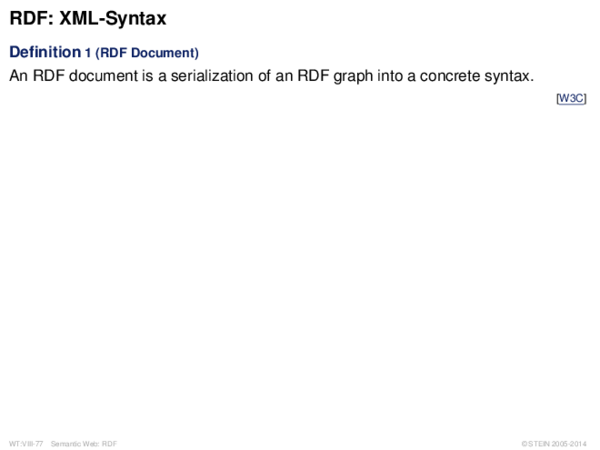 RDF: XML-Syntax
Definition 1 (RDF Document)
An RDF document is a serialization of an RDF graph into a concrete syntax.
[W3C]
WT:VIII-77 Semantic Web: RDF
© STEIN 2005-2014